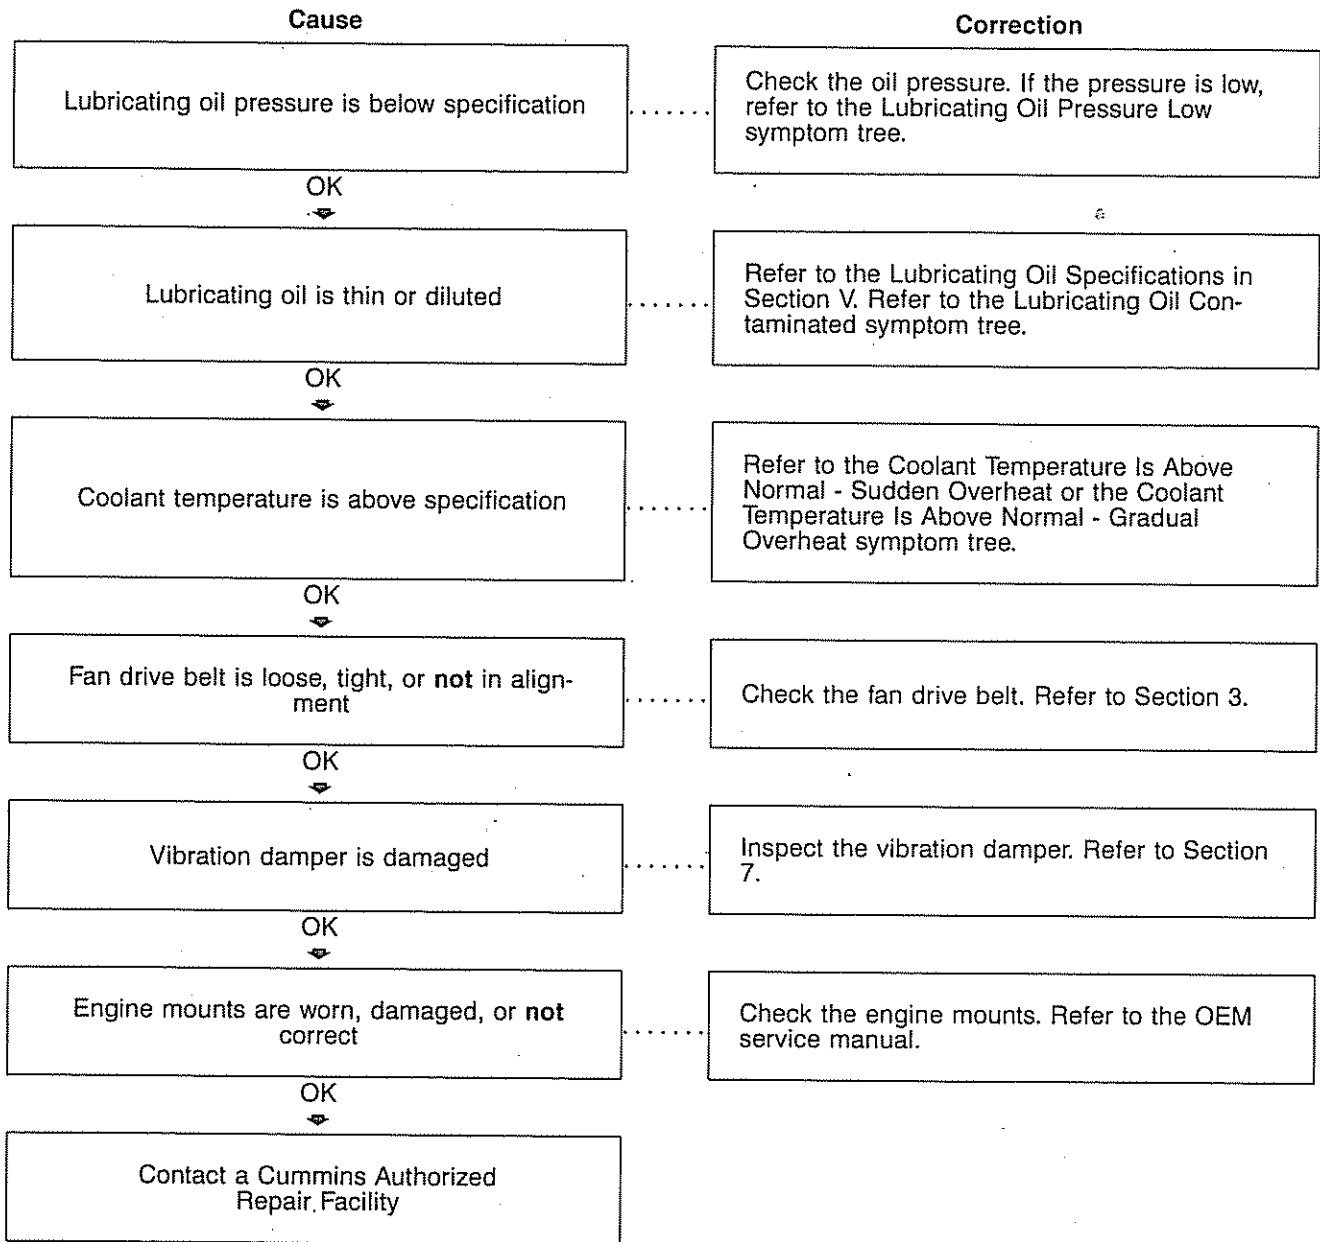 Cause
Correction
Lubricating oil pressure is below specification
Check the oil pressure. If the pressure is low,
refer to the Lubricating Oil Pressure Low
symptom tree.
OK
Lubricating oil is thin or diluted
Refer to the Lubricating Oil Specifications in
Section V. Refer to the Lubricating Oil Con-
taminated symptom tree.
OK
Coolant temperature is above specification
Refer to the Coolant Temperature Is Above
Normal - Sudden Overheat or the Coolant
Temperature Is Above Normal - Gradual
Overheat symptom tree.
OK
Fan drive belt is loose, tight, or not in align-
ment
Check the fan drive belt. Refer to Section 3.
OK
Vibration damper is damaged
Inspect the vibration damper. Refer to Section
7.
OK
Engine mounts are worn, damaged, or not
correct
Check the engine mounts. Refer to the OEM
service manual.
OK
Contact a Cummins Authorized
Repair Facility